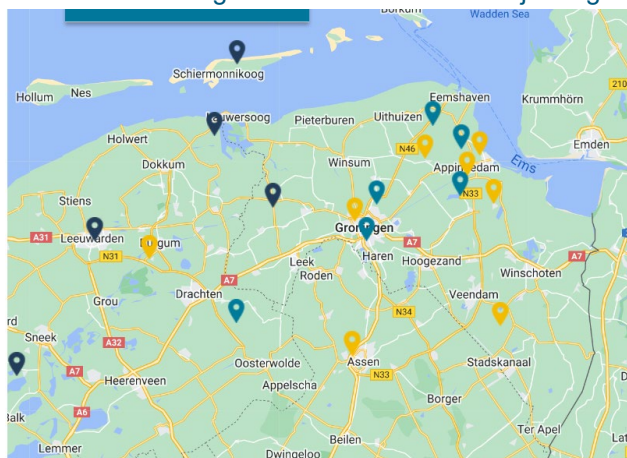 Borkum
Wadden Sea
Schiermonnikoog
Hollum
Nes
Eemshaven
Krummhörn
210
Pieterburen
Uithuizen
Holwert
Emden
Dokkum
Winsum
N46
Ems
Stiens
N33
A31
Leeuwarden
Groningen
A7
N31
Haren
Hoogezand
A7
Leek
Roden
Winschoten
A7
Grou
Drachten
Veendam
N34
Sneek
A32
Oosterwolde
Assen
Stadskanaal
A7
Heerenveen
N33
Appelscha
Borger
Balk
A6
Ter Apel
Lemmer
Beilen
Dwingeloo